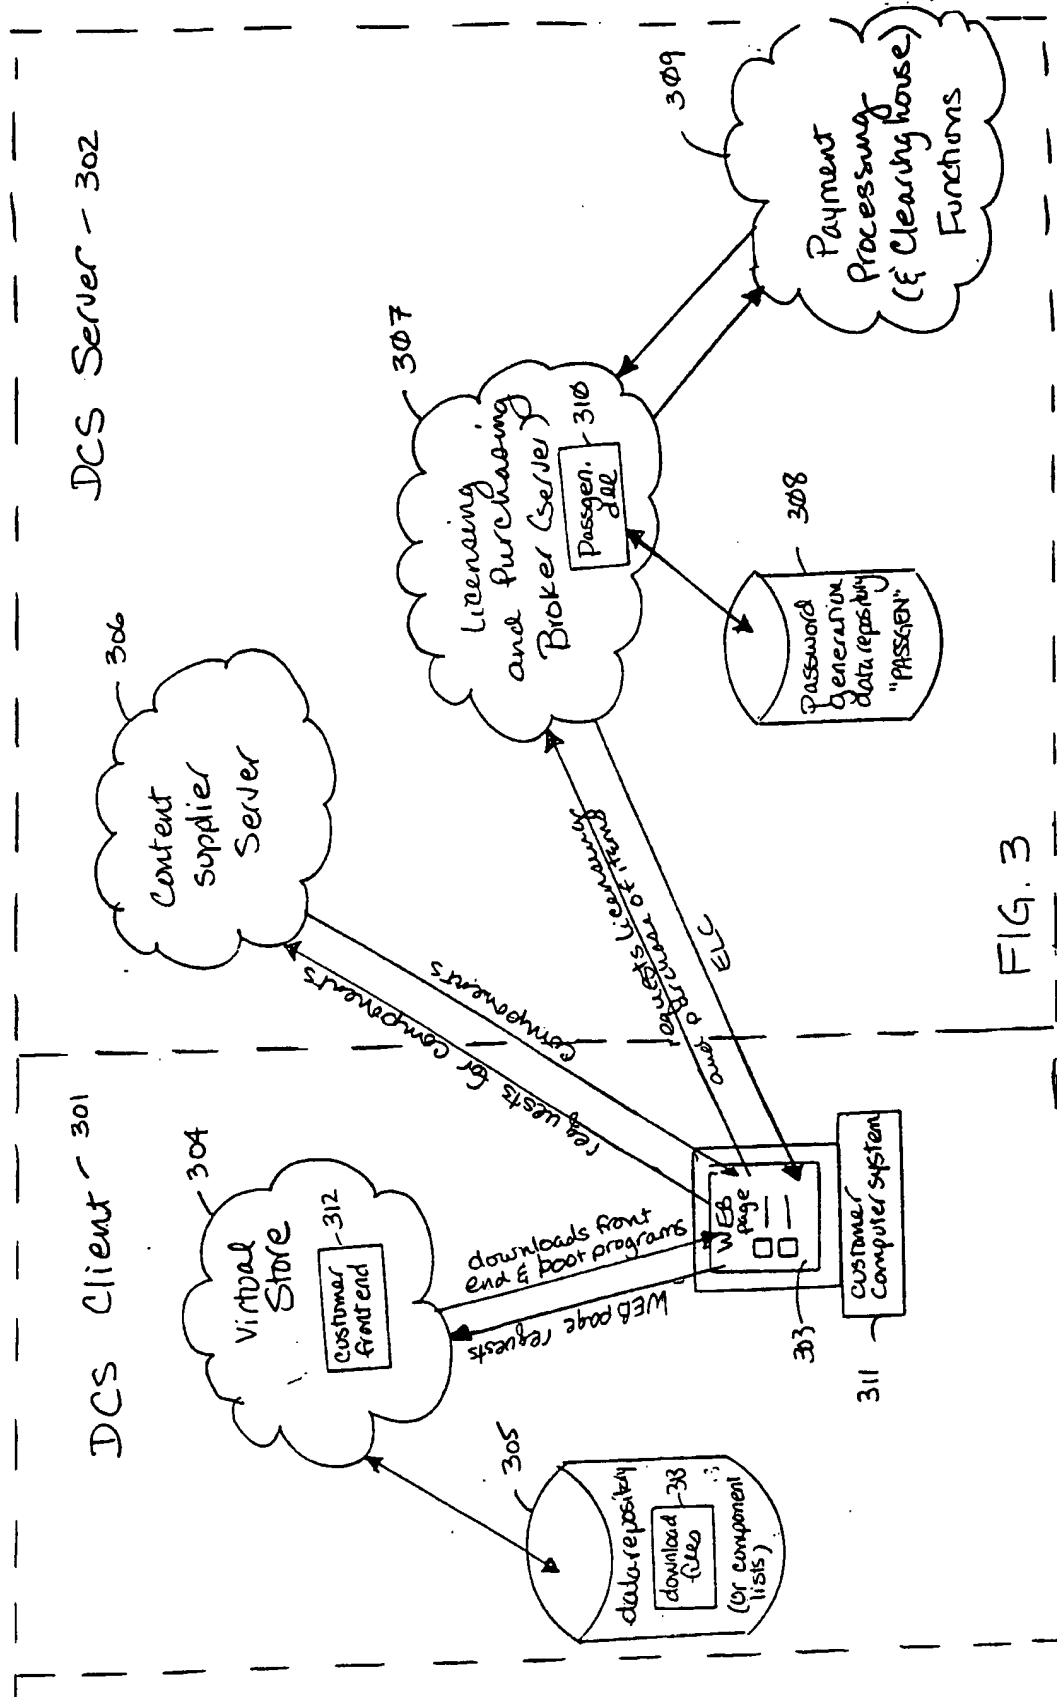 DCS Client - 301
DCS Server - 302
304
Virtual
Store
312
Customer
frontend
306
Content
Supplier
Server
307
Licensing
and Purchasing
Broker (server)
Passgen.
dll
310
309
Payment
Processing
(& Clearinghouse)
Functions
305
data repository
download
files
313
(or component
lists)
downloads front
end & boot programs
WEB page requests
requests for components
components
requests licensing
and purchase of items
ELC
WEB
page
303
customer
computer system
311
308
Password
generation
data repository
"PASSGEN"
FIG. 3